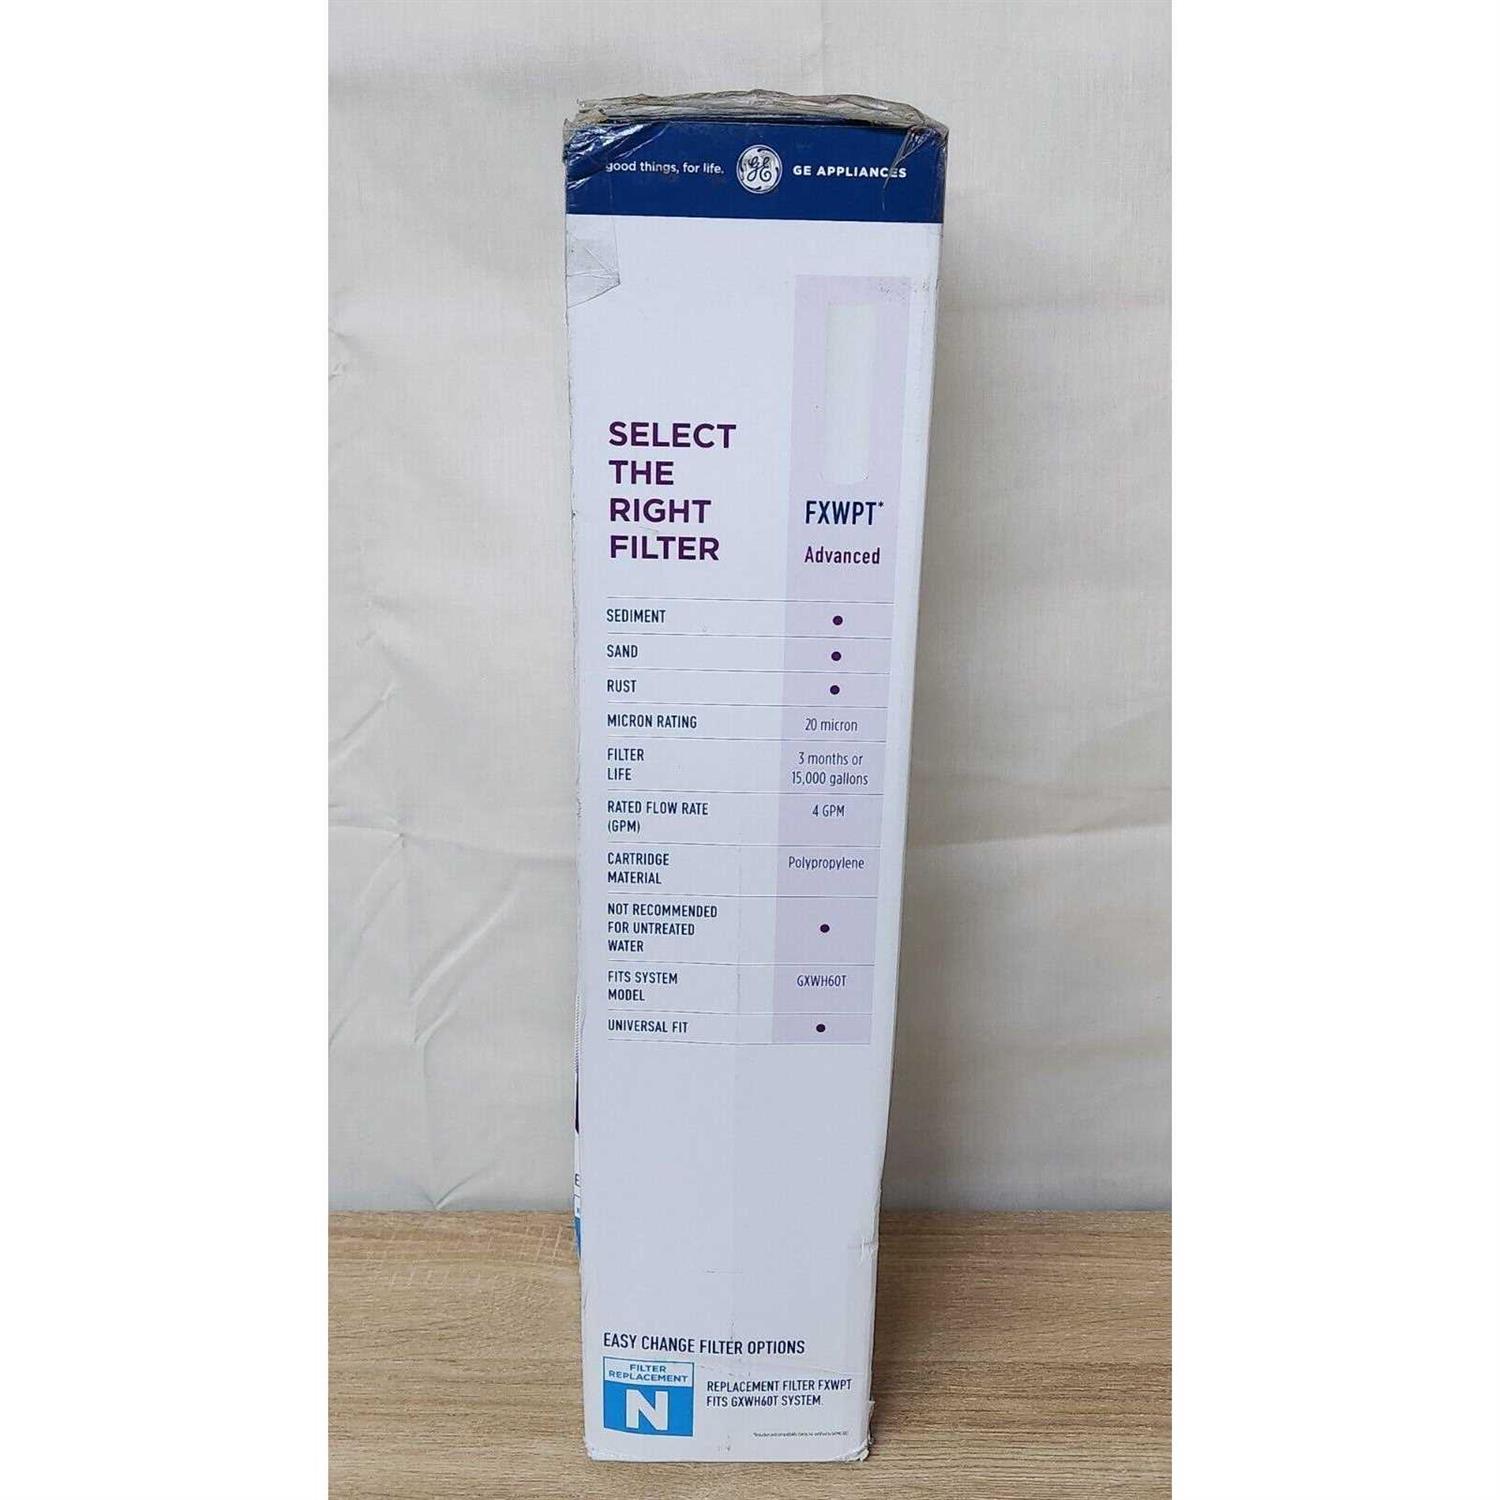 good things, for life.
GE
GE APPLIANCES
SELECT
THE
RIGHT
FILTER
FXWPT*
Advanced
SEDIMENT •
SAND •
RUST •
MICRON RATING 20 micron
FILTER
LIFE
3 months or
15,000 gallons
RATED FLOW RATE
(GPM)
4 GPM
CARTRIDGE
MATERIAL
Polypropylene
NOT RECOMMENDED
FOR UNTREATED
WATER
•
FITS SYSTEM
MODEL
GXWH60T
UNIVERSAL FIT •
EASY CHANGE FILTER OPTIONS
FILTER
REPLACEMENT
N
REPLACEMENT FILTER FXWPT
FITS GXWH60T SYSTEM.